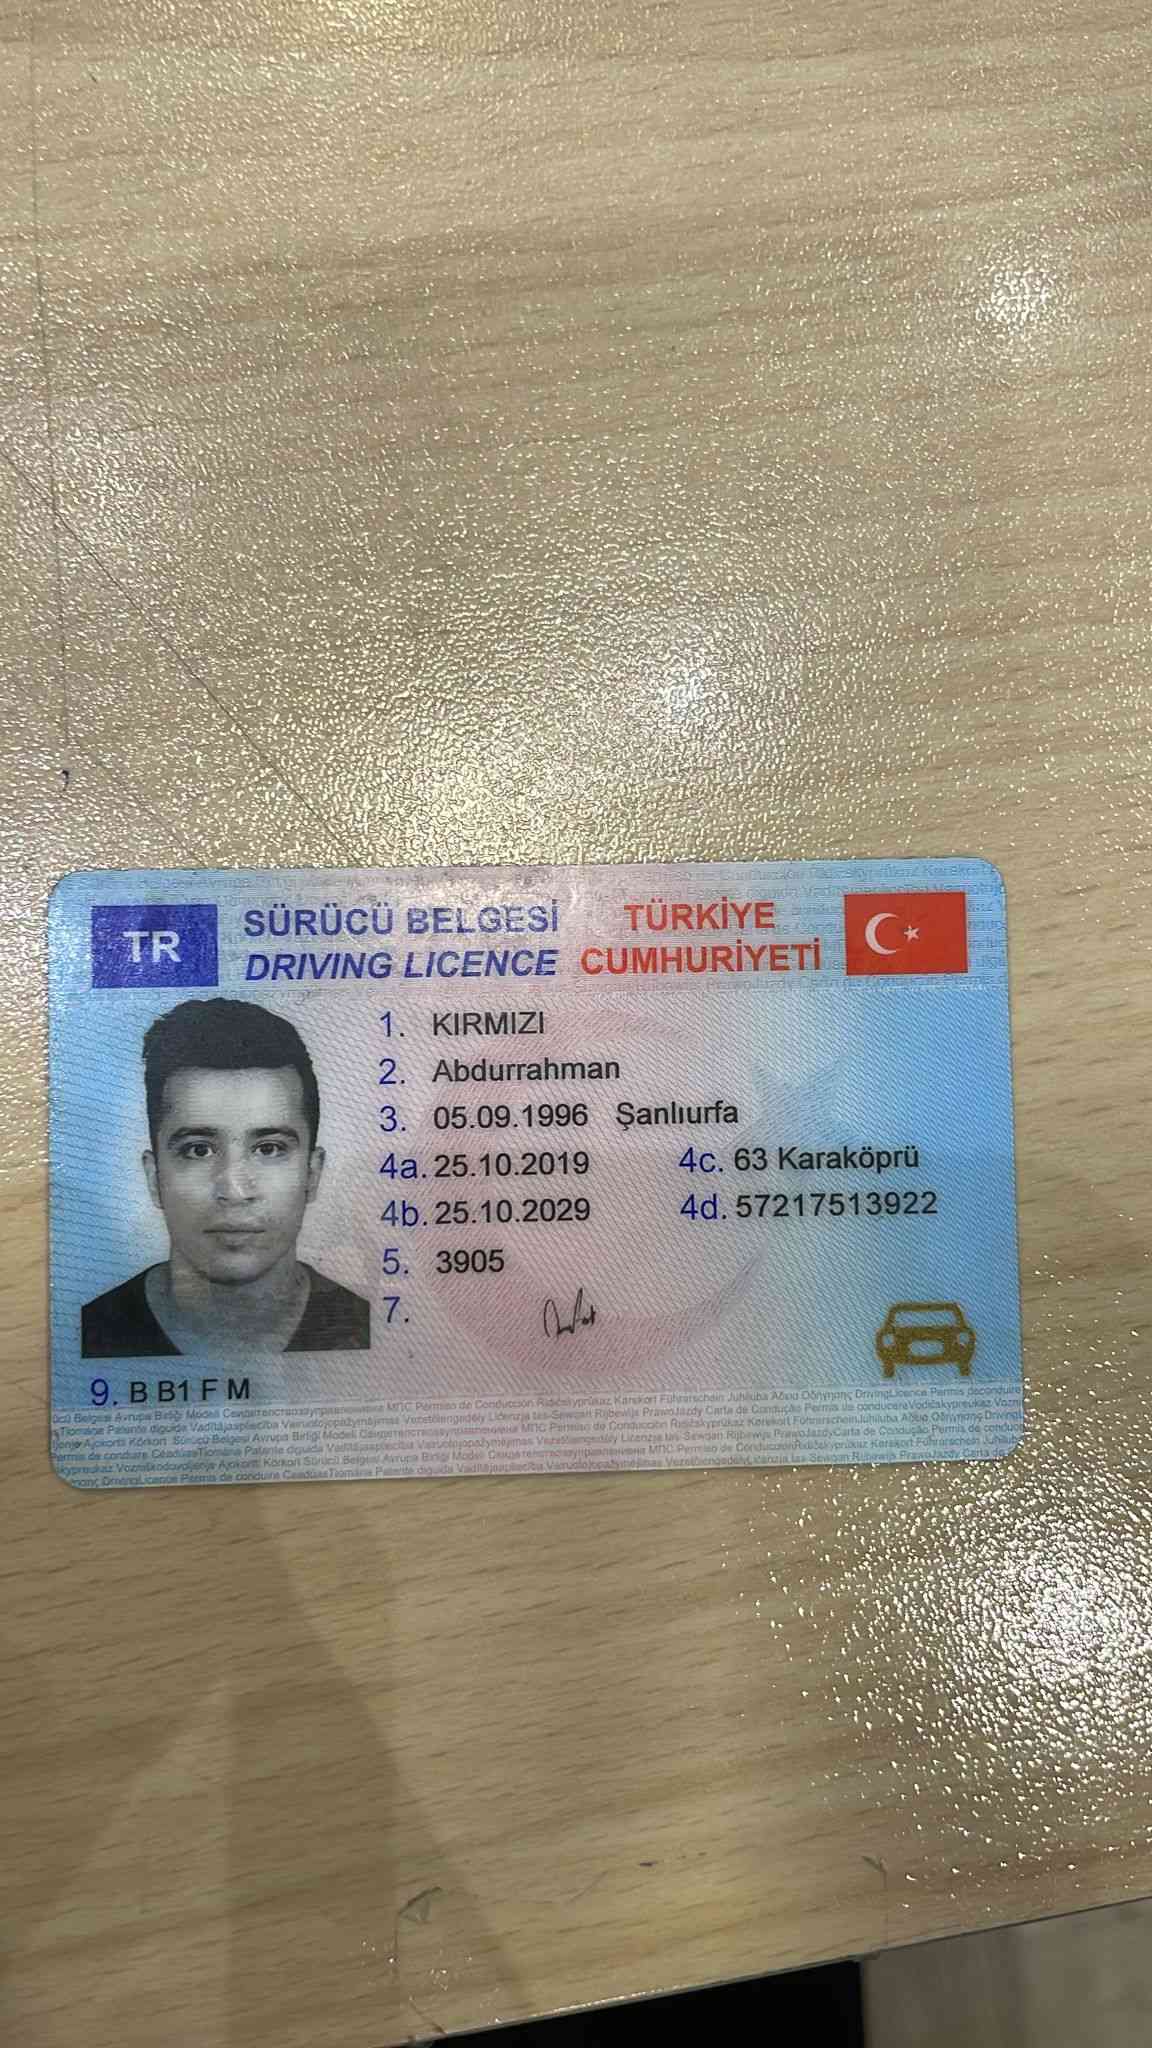 TR
SÜRÜCÜ BELGESİ TÜRKİYE
DRIVING LICENCE CUMHURİYETİ
1. KIRMIZI
2. Abdurrahman
3. 05.09.1996 Şanlıurfa
4a. 25.10.2019 4c. 63 Karaköprü
4b. 25.10.2029 4d. 57217513922
5. 3905
7.
9. B B1 F M